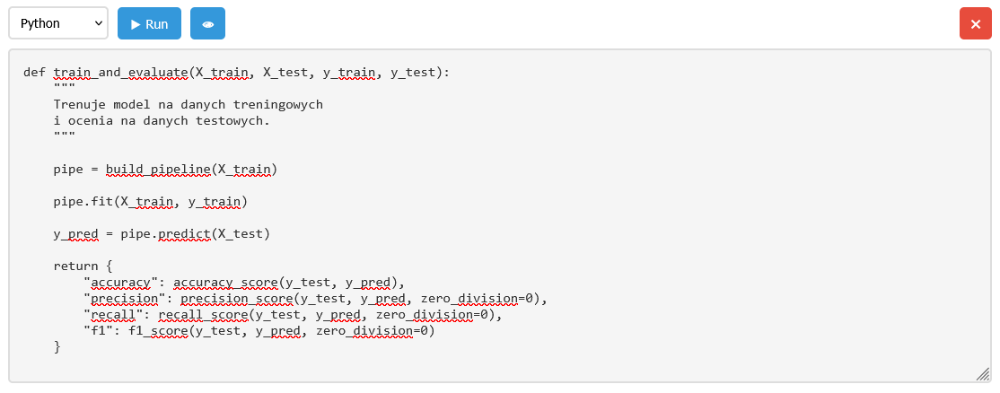 Python
Run
def train_and_evaluate(X_train, X_test, y_train, y_test):
    """
    Trenuje model na danych treningowych
    i ocenia na danych testowych.
    """
    pipe = build_pipeline(X_train)
    pipe.fit(X_train, y_train)
    y_pred = pipe.predict(X_test)
    return {
        "accuracy": accuracy_score(y_test, y_pred),
        "precision": precision_score(y_test, y_pred, zero_division=0),
        "recall": recall_score(y_test, y_pred, zero_division=0),
        "f1": f1_score(y_test, y_pred, zero_division=0)
    }